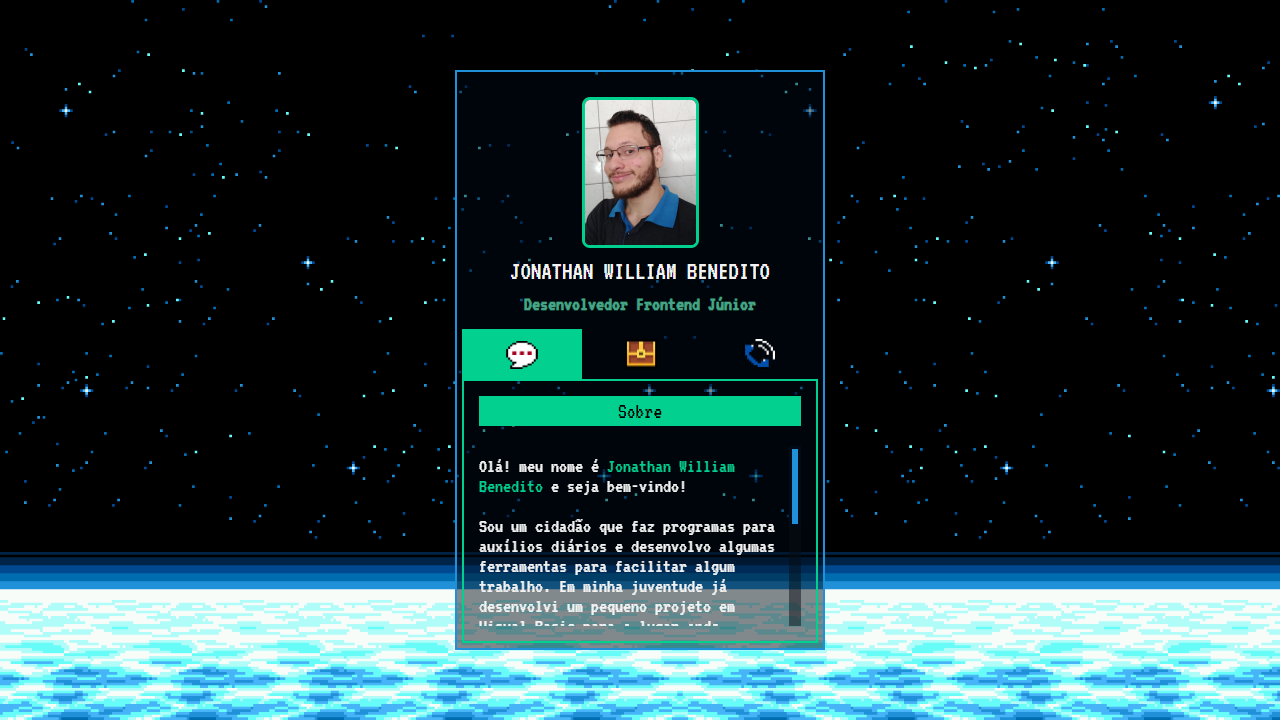 JONATHAN WILLIAM BENEDITO
Desenvolvedor Frontend Júnior
Sobre
Olá! meu nome é Jonathan William
Benedito e seja bem-vindo!
Sou um cidadão que faz programas para
auxílios diários e desenvolvo algumas
ferramentas para facilitar algum
trabalho. Em minha juventude já
desenvolvi um pequeno projeto em